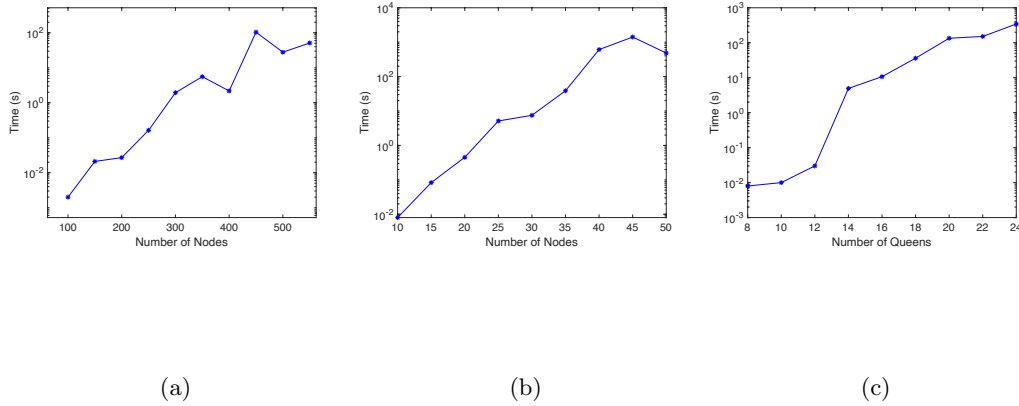 10^2
10^0
10^-2
Time (s)
100 200 300 400 500
Number of Nodes
(a)
10^4
10^2
10^0
10^-2
Time (s)
10 15 20 25 30 35 40 45 50
Number of Nodes
(b)
10^3
10^2
10^1
10^0
10^-1
10^-2
10^-3
Time (s)
8 10 12 14 16 18 20 22 24
Number of Queens
(c)